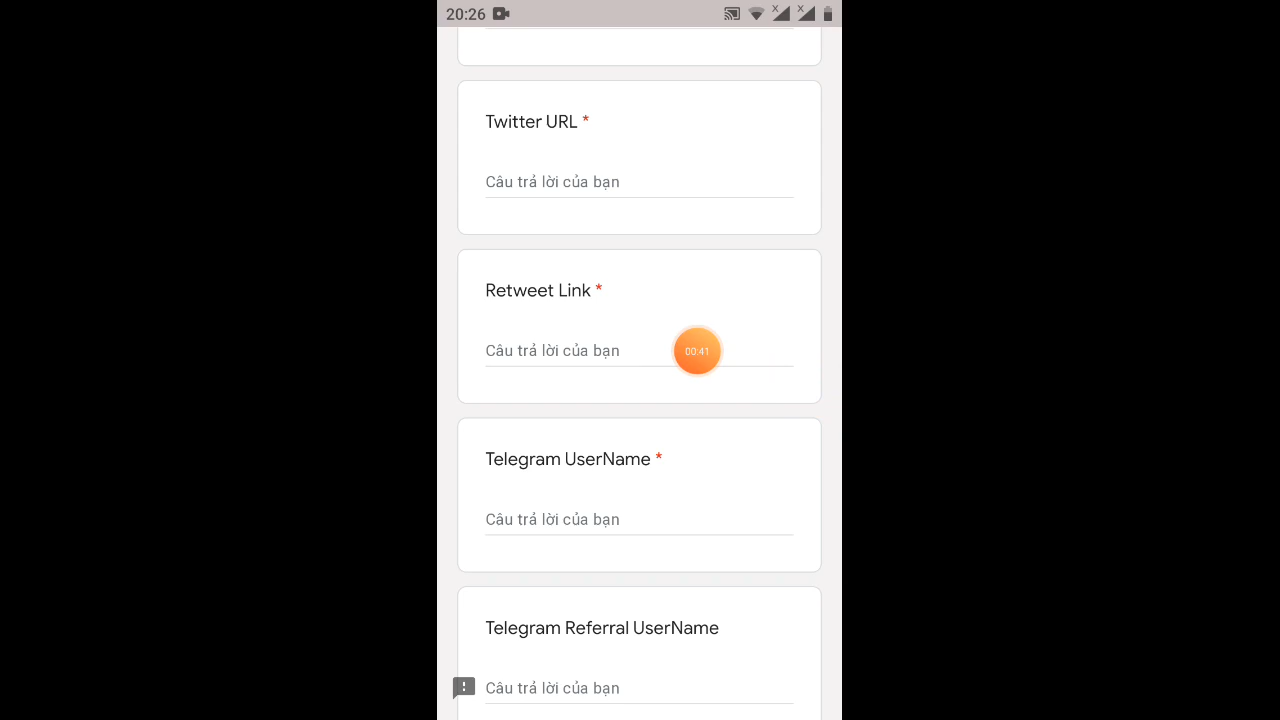 20:26
Twitter URL *
Câu trả lời của bạn
Retweet Link *
Câu trả lời của bạn
00:41
Telegram UserName *
Câu trả lời của bạn
Telegram Referral UserName
Câu trả lời của bạn